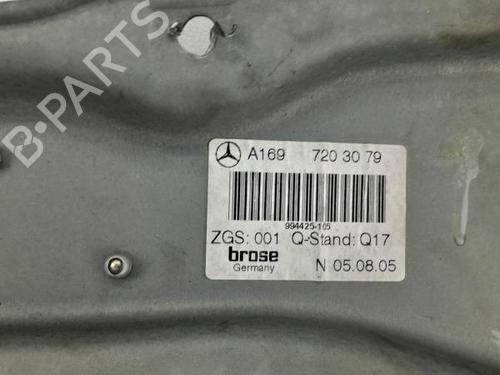 B-PARTS
A169 720 30 79
994425-105
ZGS: 001 Q-Stand: Q17
brose
Germany N 05.08.05